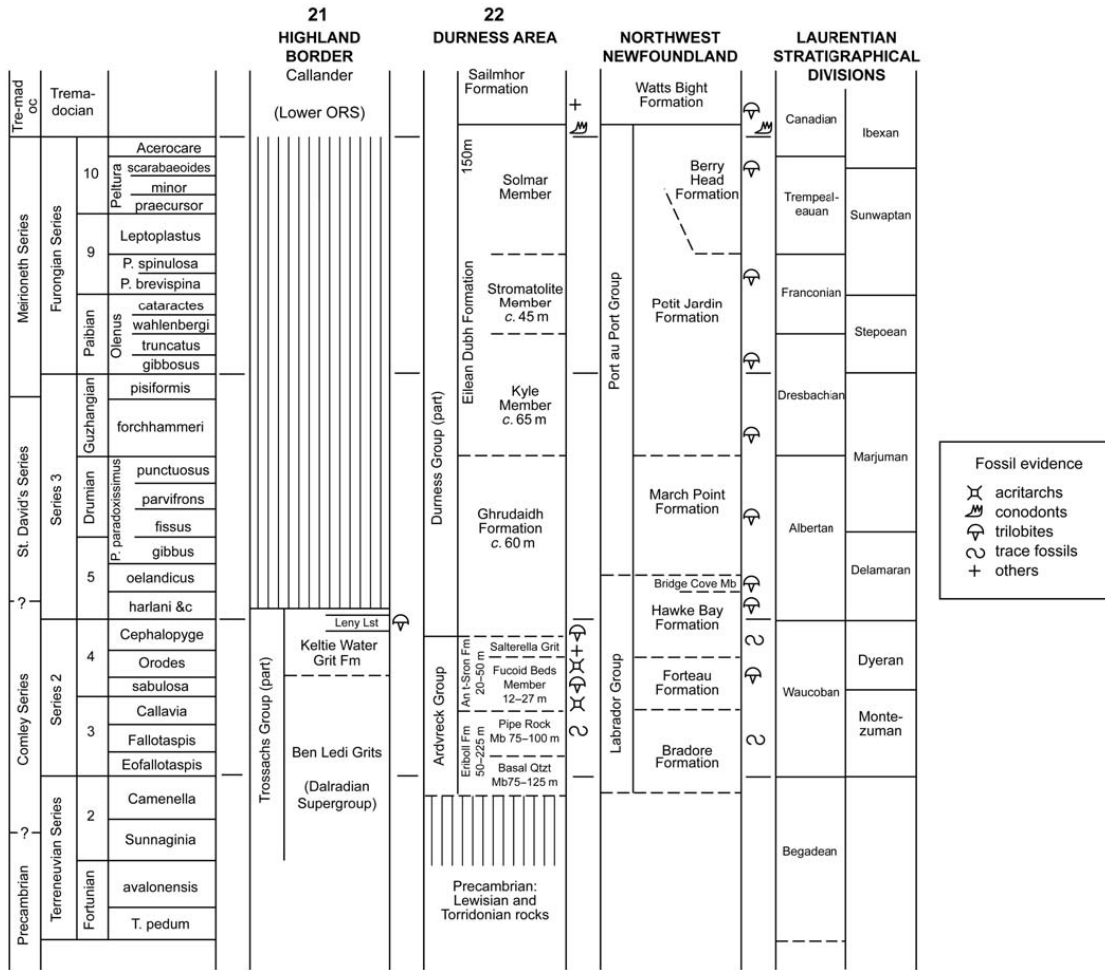 21
HIGHLAND
BORDER
Callander
(Lower ORS)
22
DURNESS AREA
NORTHWEST
NEWFOUNDLAND
LAURENTIAN
STRATIGRAPHICAL
DIVISIONS
Tre-mad
oc
Meirioneth Series
St. David's Series
?
Comley Series
?
Precambrian
Trema-
docian
Furongian Series
Series 3
Series 2
Terreneuvian Series
10
9
Paibian
Guzhangian
Drumian
5
4
3
2
Fortunian
Peltura
Olenus
P. paradoxissimus
Acerocare
scarabaeoides
minor
praecursor
Leptoplastus
P. spinulosa
P. brevispina
cataractes
wahlenbergi
truncatus
gibbosus
pisiformis
forchhammeri
punctuosus
parvifrons
fissus
gibbus
oelandicus
harlani &c
Cephalopyge
Orodes
sabulosa
Callavia
Fallotaspis
Eofallotaspis
Camenella
Sunnaginia
avalonensis
T. pedum
Trossachs Group (part)
Leny Lst
Keltie Water
Grit Fm
Ben Ledi Grits
(Dalradian
Supergroup)
Sailmhor
Formation
Durness Group (part)
Eilean Dubh Formation
150m
Solmar
Member
Stromatolite
Member
c. 45 m
Kyle
Member
c. 65 m
Ghrudaidh
Formation
c. 60 m
Ardvreck Group
An t-Sron Fm
20–50 m
Salterella Grit
Fucoid Beds
Member
12–27 m
Eriboll Fm
50–225 m
Pipe Rock
Mb 75–100 m
Basal Qtzt
Mb75–125 m
Precambrian:
Lewisian and
Torridonian rocks
Watts Bight
Formation
Port au Port Group
Berry
Head
Formation
Petit Jardin
Formation
March Point
Formation
Labrador Group
Bridge Cove Mb
Hawke Bay
Formation
Forteau
Formation
Bradore
Formation
Canadian
Trempeal-
eauan
Franconian
Dresbachian
Albertan
Waucoban
Begadean
Ibexan
Sunwaptan
Stepoean
Marjuman
Delamaran
Dyeran
Monte-
zuman
Fossil evidence
acritarchs
conodonts
trilobites
trace fossils
+ others